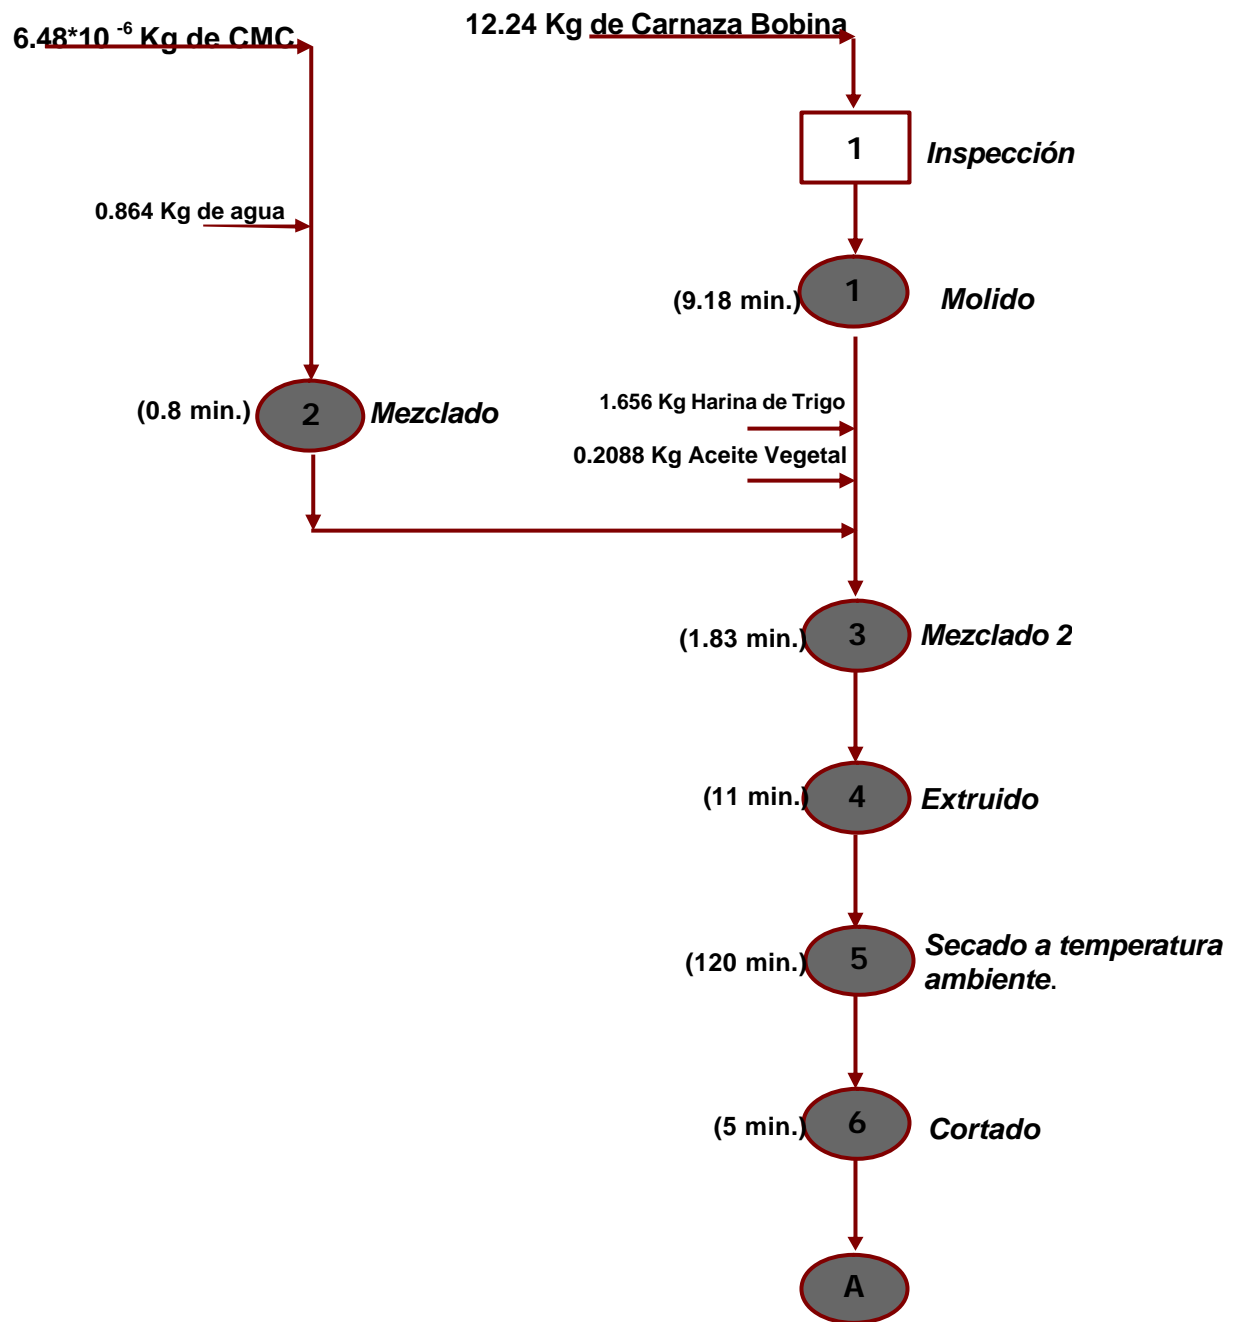 6.48*10 -6 Kg de CMC
12.24 Kg de Carnaza Bobina
1
Inspección
0.864 Kg de agua
(9.18 min.)
1
Molido
(0.8 min.)
2
Mezclado
1.656 Kg Harina de Trigo
0.2088 Kg Aceite Vegetal
(1.83 min.)
3
Mezclado 2
(11 min.)
4
Extruido
(120 min.)
5
Secado a temperatura
ambiente.
(5 min.)
6
Cortado
A